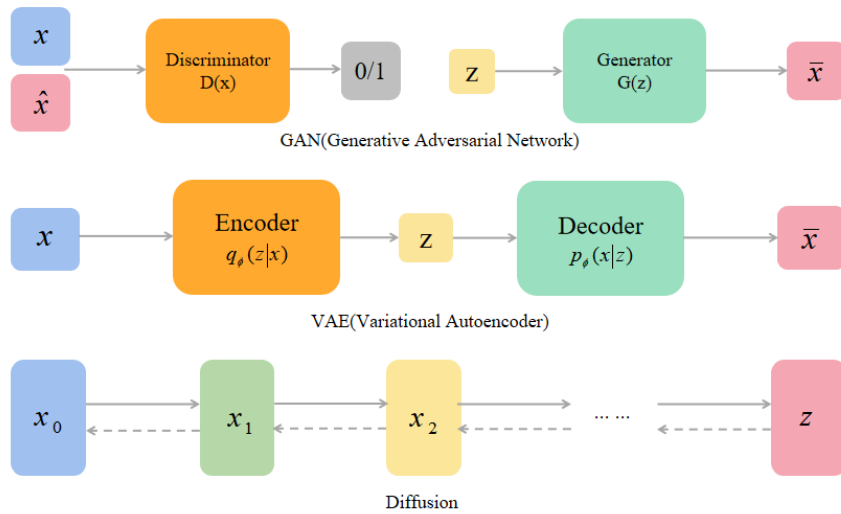 x
x̂
Discriminator
D(x)
0/1
z
Generator
G(z)
x̄
GAN(Generative Adversarial Network)
x
Encoder
qϕ(z|x)
z
Decoder
pϕ(x|z)
x̄
VAE(Variational Autoencoder)
x₀
x₁
x₂
... ...
z
Diffusion